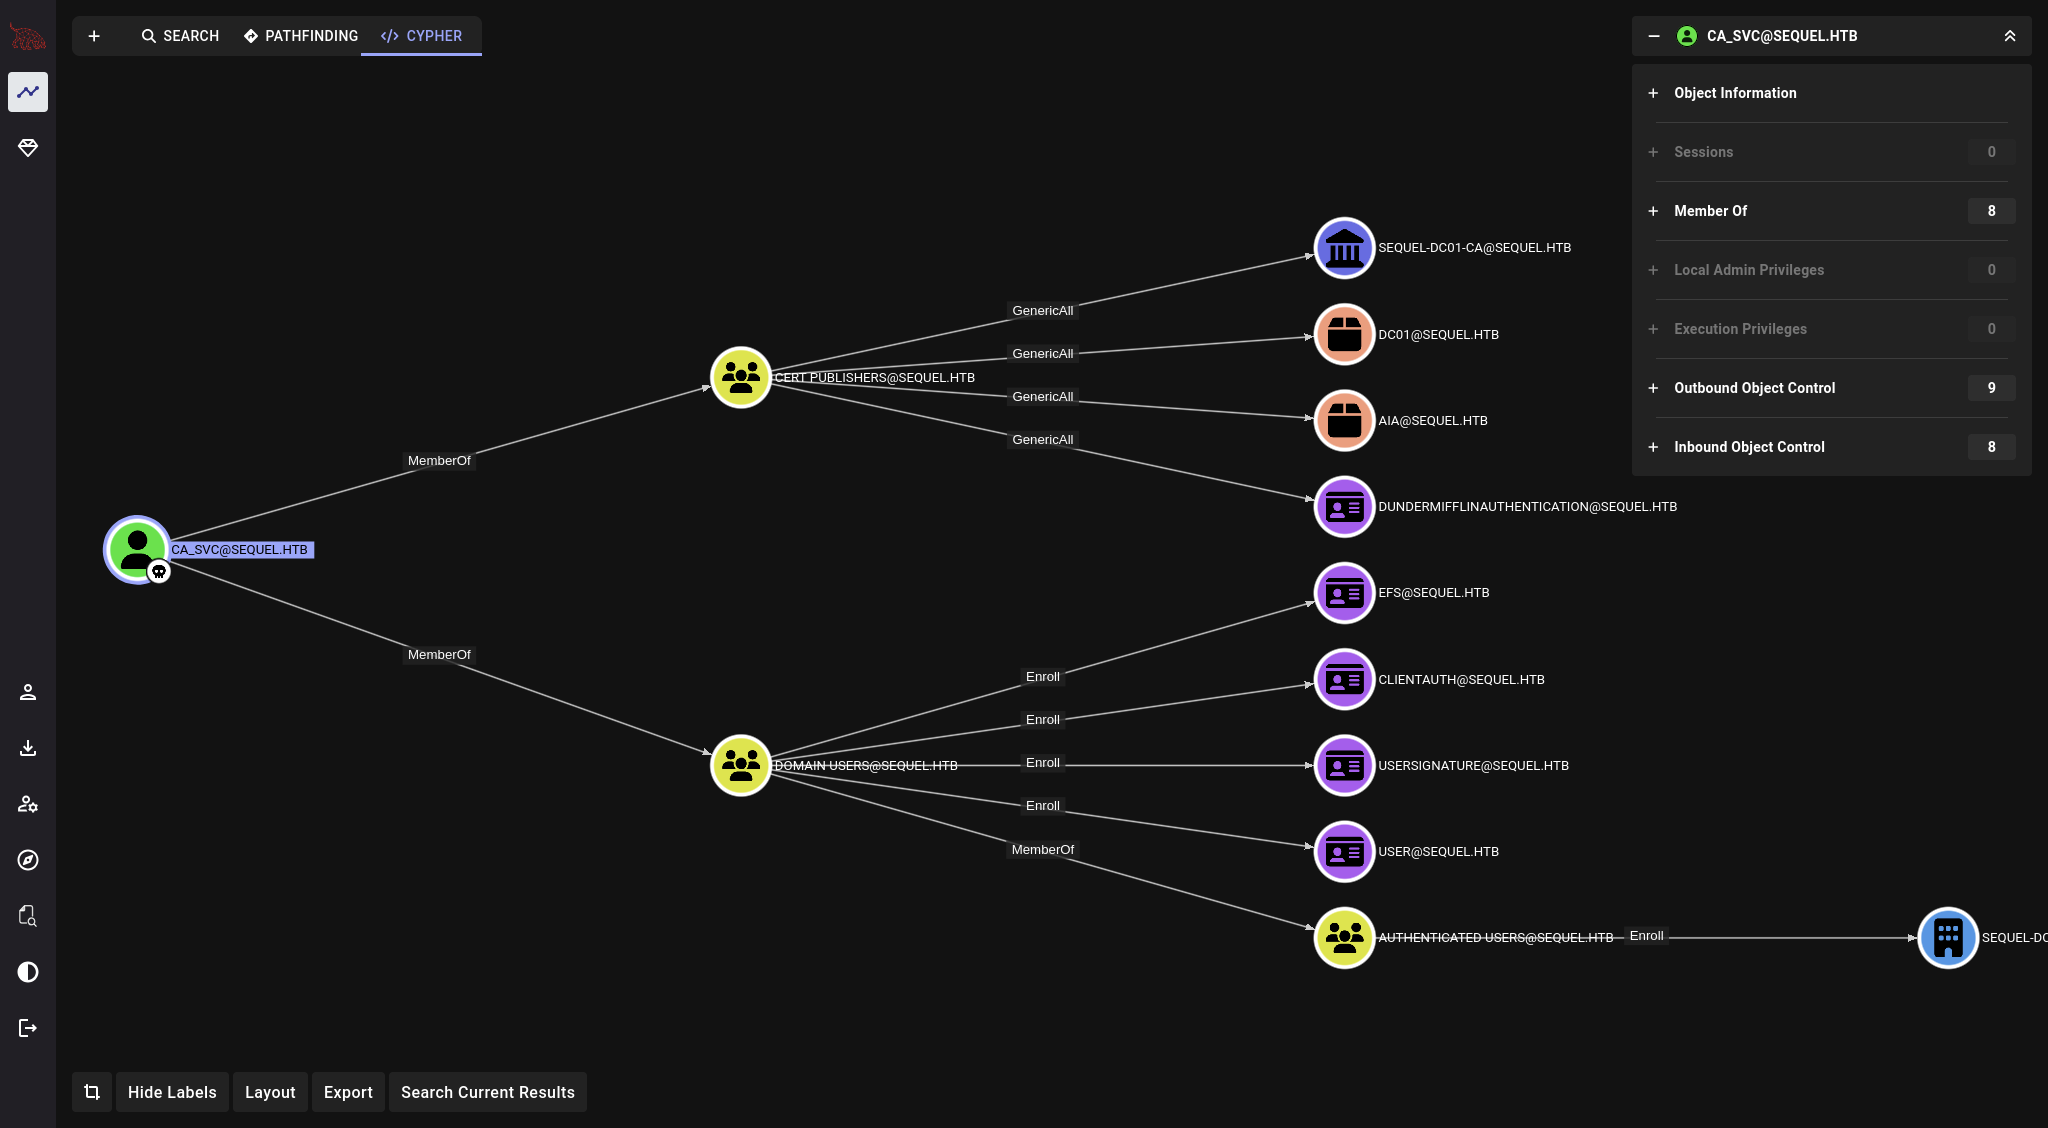 SEARCH
PATHFINDING
CYPHER
CA_SVC@SEQUEL.HTB
Object Information
Sessions 0
Member Of 8
Local Admin Privileges 0
Execution Privileges 0
Outbound Object Control 9
Inbound Object Control 8
SEQUEL-DC01-CA@SEQUEL.HTB
GenericAll
DC01@SEQUEL.HTB
GenericAll
CERT PUBLISHERS@SEQUEL.HTB
GenericAll
AIA@SEQUEL.HTB
GenericAll
MemberOf
DUNDERMIFFLINAUTHENTICATION@SEQUEL.HTB
CA_SVC@SEQUEL.HTB
EFS@SEQUEL.HTB
MemberOf
Enroll
CLIENTAUTH@SEQUEL.HTB
Enroll
DOMAIN USERS@SEQUEL.HTB
Enroll
USERSIGNATURE@SEQUEL.HTB
Enroll
MemberOf
USER@SEQUEL.HTB
AUTHENTICATED USERS@SEQUEL.HTB
Enroll
SEQUEL-DC
Hide Labels
Layout
Export
Search Current Results